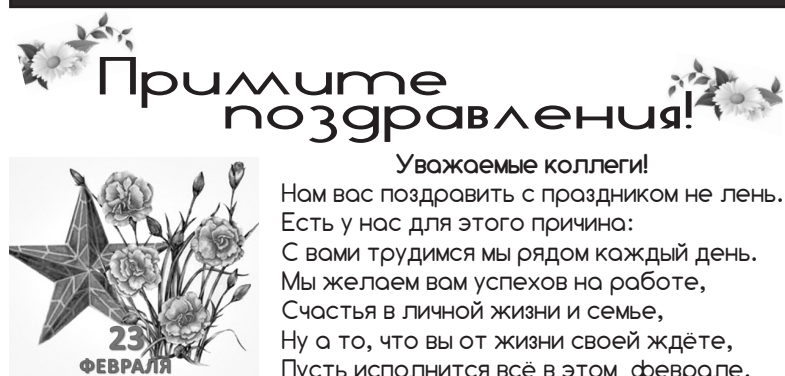 Примите
поздравления!
Уважаемые коллеги!
Нам вас поздравить с праздником не лень.
Есть у нас для этого причина:
С вами трудимся мы рядом каждый день.
Мы желаем вам успехов на работе,
Счастья в личной жизни и семье,
Ну а то, что вы от жизни своей ждёте,
Пусть исполнится всё в этом феврале.
23
ФЕВРАЛЯ